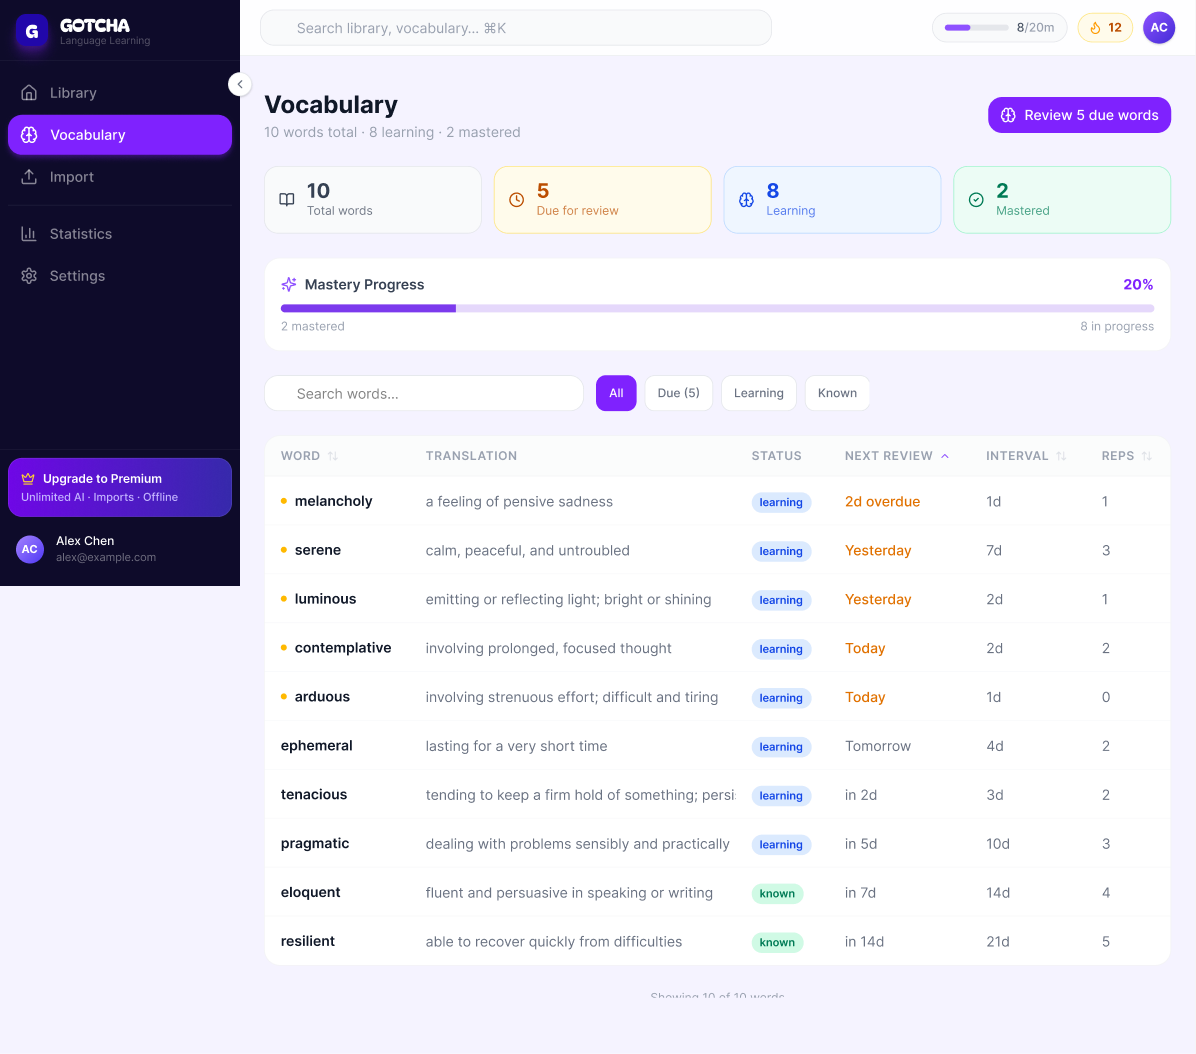 G
GOTCHA
Language Learning
Search library, vocabulary... ⌘K
8/20m
12
AC
Library
Vocabulary
Import
Statistics
Settings
Upgrade to Premium
Unlimited AI · Imports · Offline
AC
Alex Chen
alex@example.com
Vocabulary
10 words total · 8 learning · 2 mastered
Review 5 due words
10
Total words
5
Due for review
8
Learning
2
Mastered
Mastery Progress
20%
2 mastered
8 in progress
Search words...
All
Due (5)
Learning
Known
WORD TRANSLATION STATUS NEXT REVIEW INTERVAL REPS
melancholy a feeling of pensive sadness learning 2d overdue 1d 1
serene calm, peaceful, and untroubled learning Yesterday 7d 3
luminous emitting or reflecting light; bright or shining learning Yesterday 2d 1
contemplative involving prolonged, focused thought learning Today 2d 2
arduous involving strenuous effort; difficult and tiring learning Today 1d 0
ephemeral lasting for a very short time learning Tomorrow 4d 2
tenacious tending to keep a firm hold of something; persi learning in 2d 3d 2
pragmatic dealing with problems sensibly and practically learning in 5d 10d 3
eloquent fluent and persuasive in speaking or writing known in 7d 14d 4
resilient able to recover quickly from difficulties known in 14d 21d 5
Showing 10 of 10 words